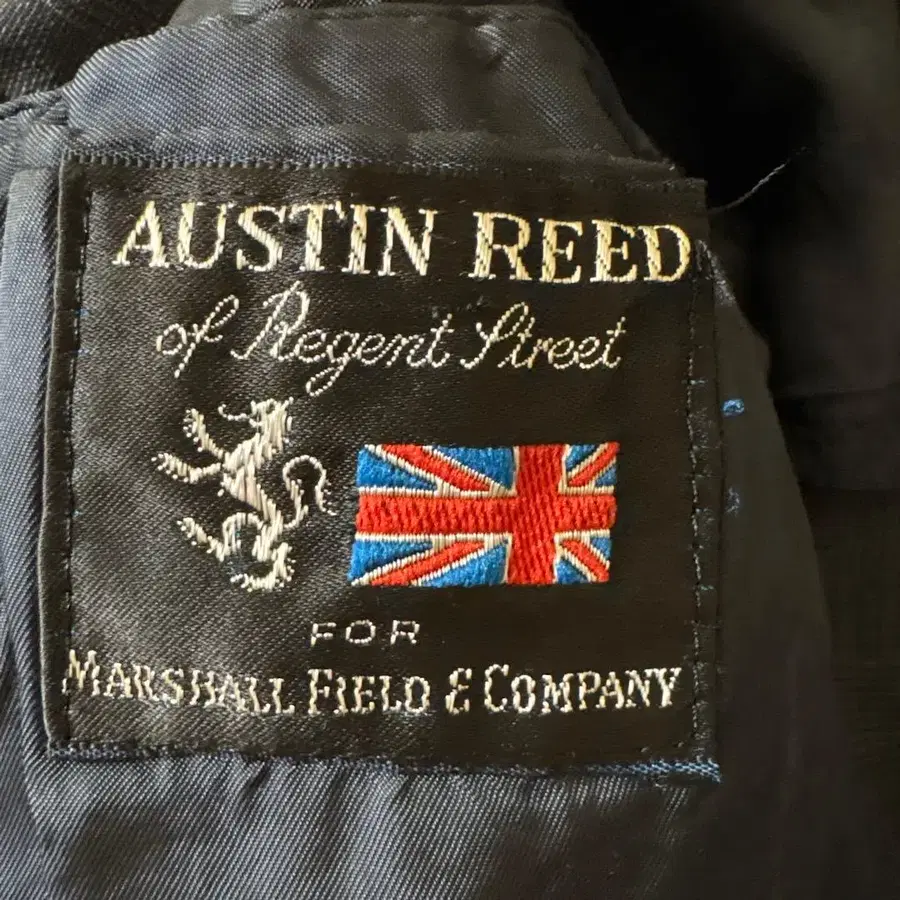 AUSTIN REED
of Regent Street
FOR
MARSHALL FIELD & COMPANY